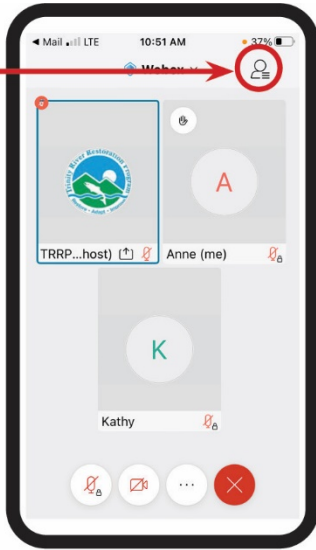 ◄ Mail LTE 10:51 AM 37%
Webex
Trinity River Restoration Program
TRRP...host)
Anne (me)
A
K
Kathy
...